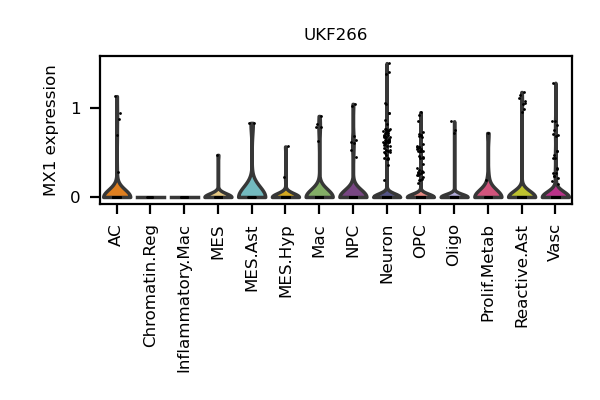 UKF266
MX1 expression
1
0
AC
Chromatin.Reg
Inflammatory.Mac
MES
MES.Ast
MES.Hyp
Mac
NPC
Neuron
OPC
Oligo
Prolif.Metab
Reactive.Ast
Vasc